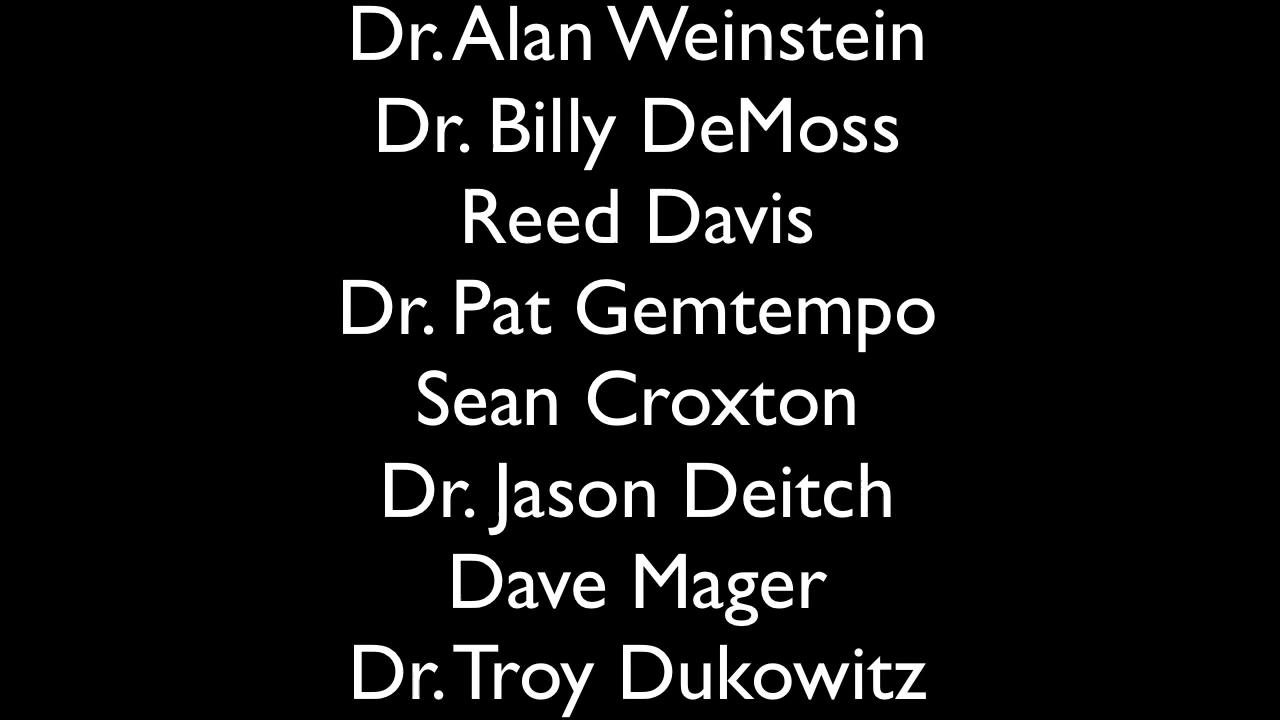 Dr. Alan Weinstein
Dr. Billy DeMoss
Reed Davis
Dr. Pat Gemtempo
Sean Croxton
Dr. Jason Deitch
Dave Mager
Dr. Troy Dukowitz